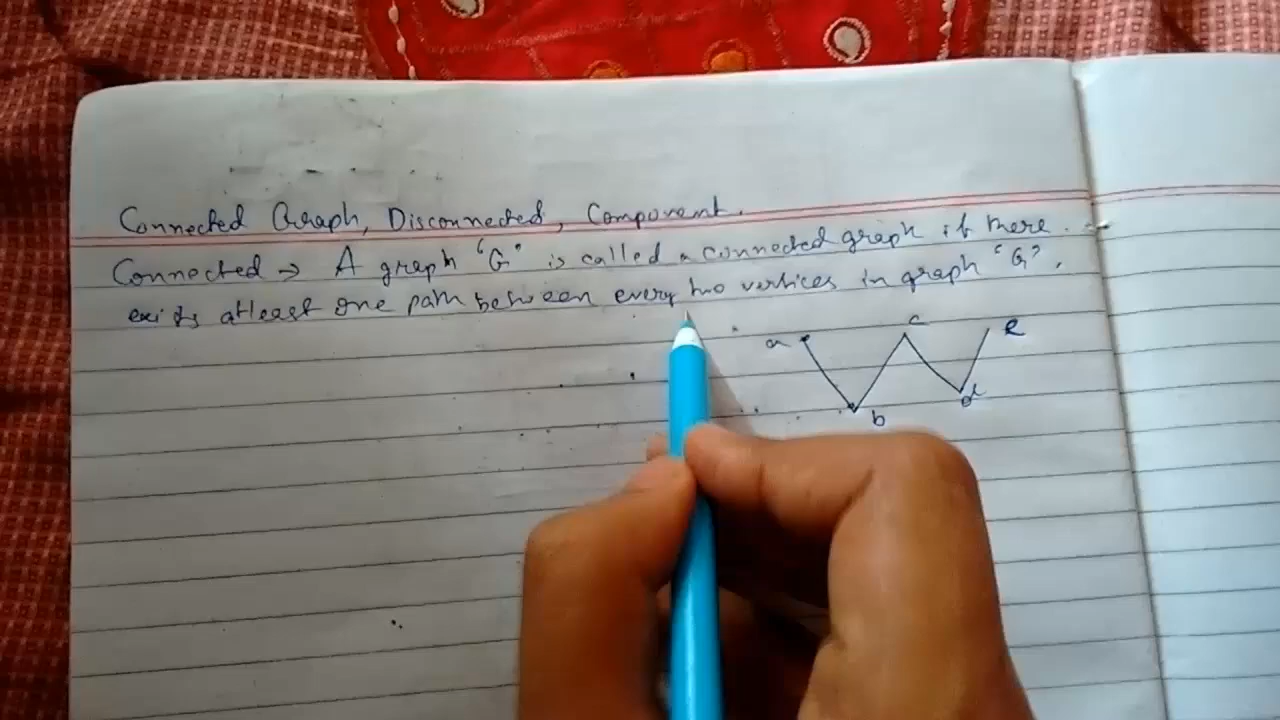 Connected Graph, Disconnected, Component.
Connected → A graph 'G' is called a connected graph if there
exists atleast one path between every two vertices in graph 'G'.
a c e
b d